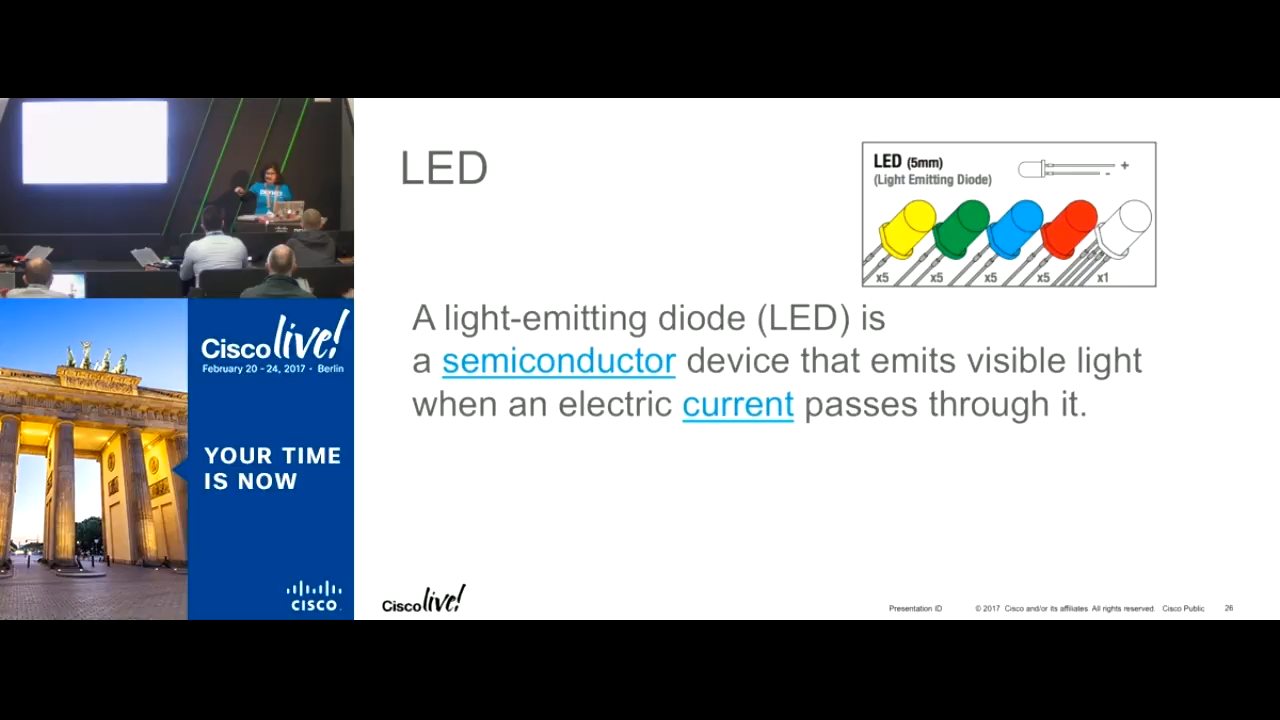 Cisco live!
February 20 - 24, 2017 • Berlin
YOUR TIME
IS NOW
CISCO
LED
LED (5mm)
(Light Emitting Diode)
+
-
x5
x5
x5
x5
x1
A light-emitting diode (LED) is
a semiconductor device that emits visible light
when an electric current passes through it.
Cisco live!
Presentation ID
© 2017 Cisco and/or its affiliates. All rights reserved. Cisco Public
26